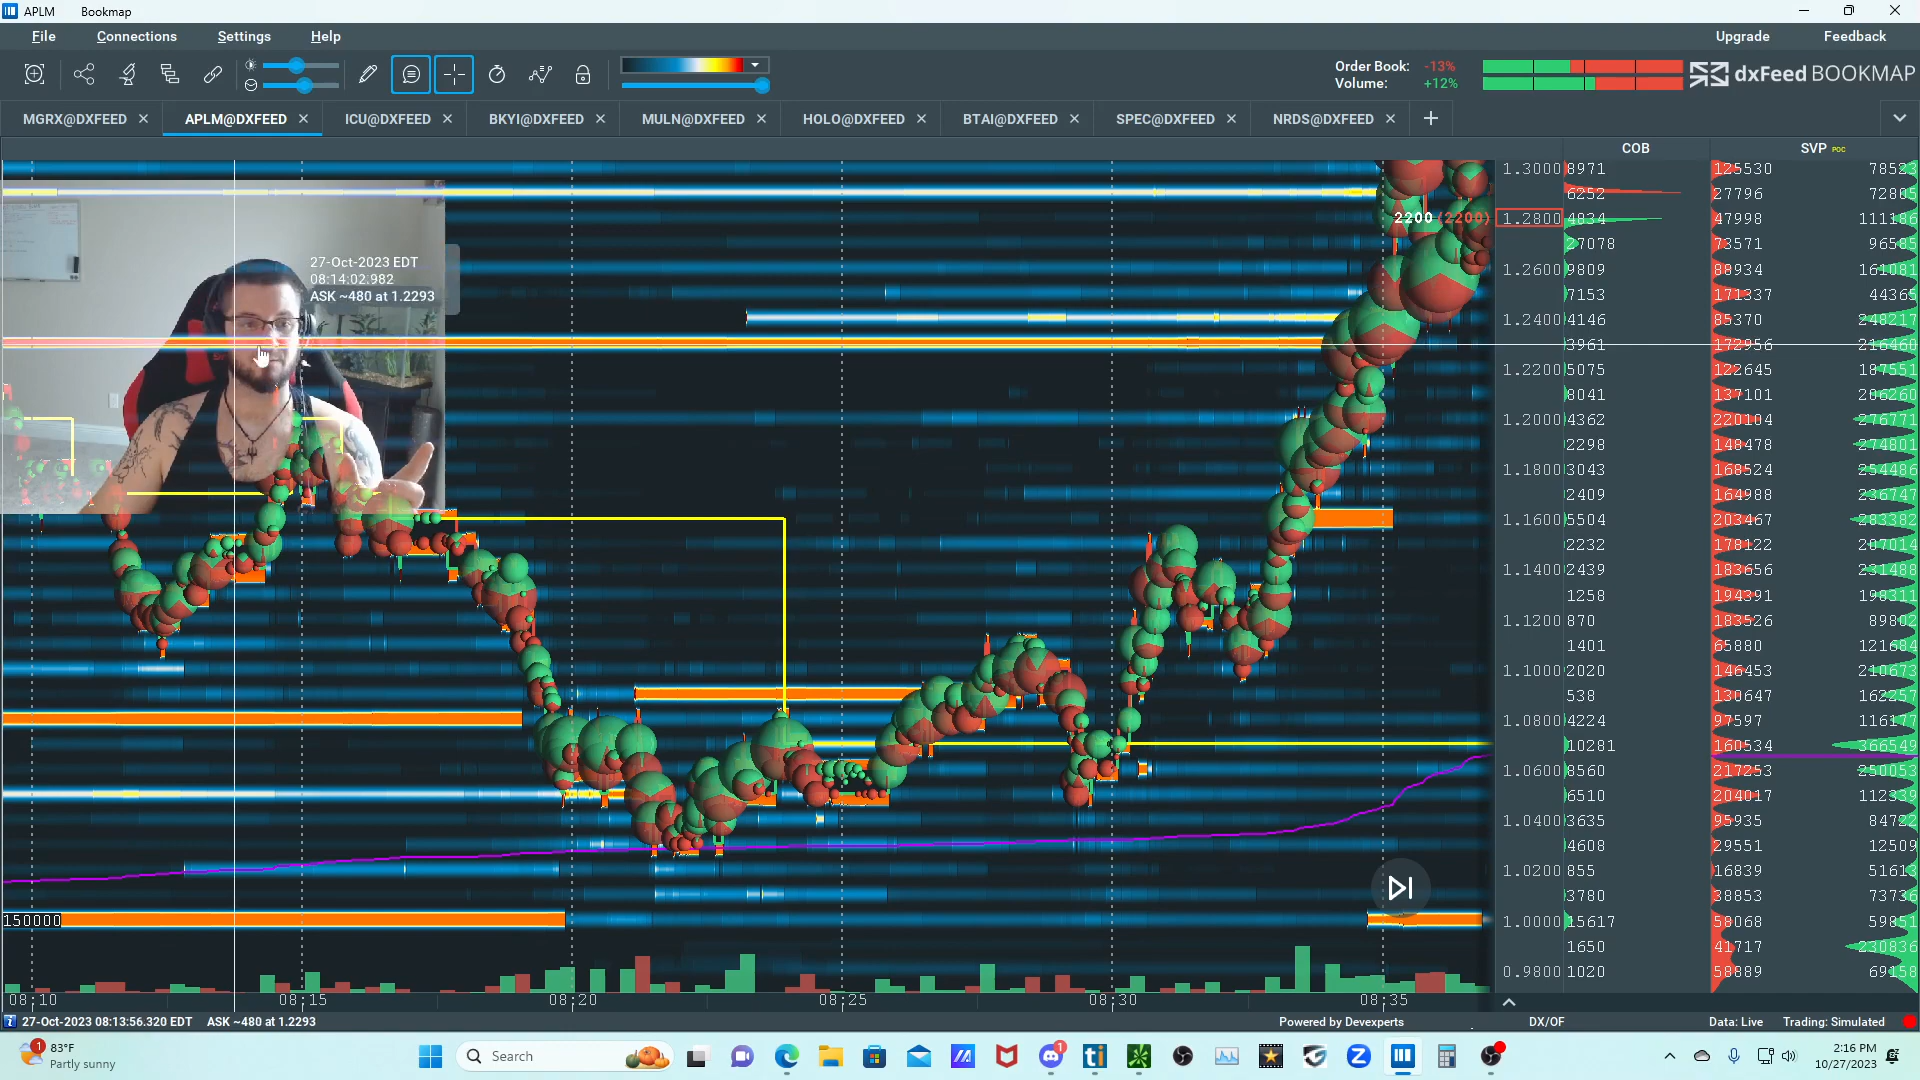 APLM Bookmap
File Connections Settings Help Upgrade Feedback
Order Book: -13%
Volume: +12%
dxFeed BOOKMAP
MGRX@DXFEED APLM@DXFEED ICU@DXFEED BKYI@DXFEED MULN@DXFEED HOLO@DXFEED BTAI@DXFEED SPEC@DXFEED NRDS@DXFEED
COB SVP POC
1.3000 8971 125530 78523
6252 27796 72805
2200 (2200) 1.2800 4834 47998 111186
27078 73571 96585
27-Oct-2023 EDT
08:14:02.982
ASK ~480 at 1.2293
1.2600 9809 88934 161081
7153 171337 44365
1.2400 4146 85370 248217
3961 172956 216460
1.2200 5075 122645 187551
8041 137101 206260
1.2000 4362 220104 276771
2298 148478 274801
1.1800 3043 168524 254486
2409 164988 236747
1.1600 5504 203467 283382
2232 178122 207014
1.1400 2439 183656 231488
1258 194391 198311
1.1200 870 183526 89802
1401 65880 121684
1.1000 2020 146453 210673
538 130647 162257
1.0800 4224 97597 116177
10281 160534 366549
1.0600 8560 217253 250053
6510 204017 112339
1.0400 3635 95935 84722
4608 29551 12509
1.0200 855 16839 51613
3780 38853 73736
150000 1.0000 15617 58068 59851
1650 41717 230836
0.9800 1020 58889 69158
08:10 08:15 08:20 08:25 08:30 08:35
27-Oct-2023 08:13:56.320 EDT ASK ~480 at 1.2293 Powered by Devexperts DX/OF Data: Live Trading: Simulated
1 83°F
Partly sunny
Search
1
ti
2:16 PM
10/27/2023